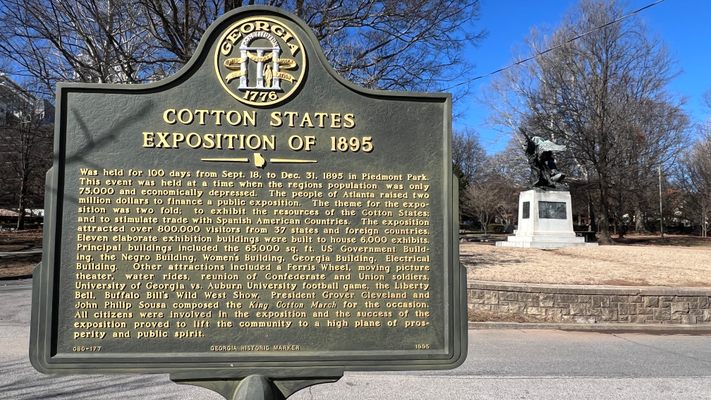 GEORGIA
1776
COTTON STATES
EXPOSITION OF 1895
Was held for 100 days from Sept. 18, to Dec. 31, 1895 in Piedmont Park.
This event was held at a time when the regions population was only
75,000 and economically depressed. The people of Atlanta raised two
million dollars to finance a public exposition. The theme for the expo-
sition was two fold: to exhibit the resources of the Cotton States;
and to stimulate trade with Spanish American Countries. The exposition
attracted over 800,000 visitors from 37 states and foreign countries.
Eleven elaborate exhibition buildings were built to house 6,000 exhibits.
Principal buildings included the 65,000 sq. ft. US Government Build-
ing, the Negro Building, Women's Building, Georgia Building, Electrical
Building. Other attractions included a Ferris Wheel, moving picture
theater, water rides, reunion of Confederate and Union soldiers,
University of Georgia vs. Auburn University football game, the Liberty
Bell, Buffalo Bill's Wild West Show, President Grover Cleveland and
John Philip Sousa composed the King Cotton March for the occasion.
All citizens were involved in the exposition and the success of the
exposition proved to lift the community to a high plane of pros-
perity and public spirit.
060-177 GEORGIA HISTORIC MARKER 1995